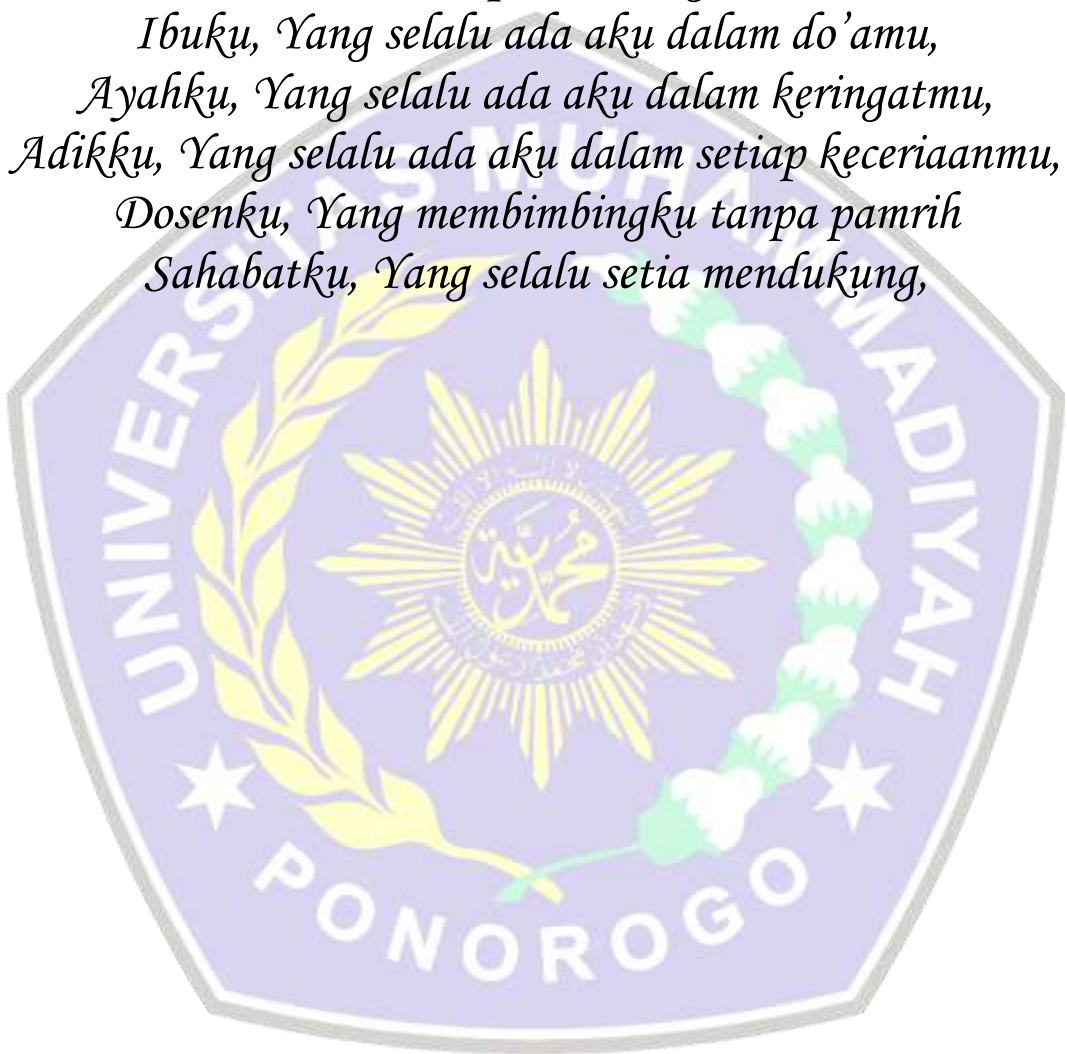 Ibuku, Yang selalu ada aku dalam do’amu,
Ayahku, Yang selalu ada aku dalam keringatmu,
Adikku, Yang selalu ada aku dalam setiap keceriaanmu,
Dosenku, Yang membimbingku tanpa pamrih
Sahabatku, Yang selalu setia mendukung,
UNIVERSITAS MUHAMMADIYAH
محمدية
PONOROGO